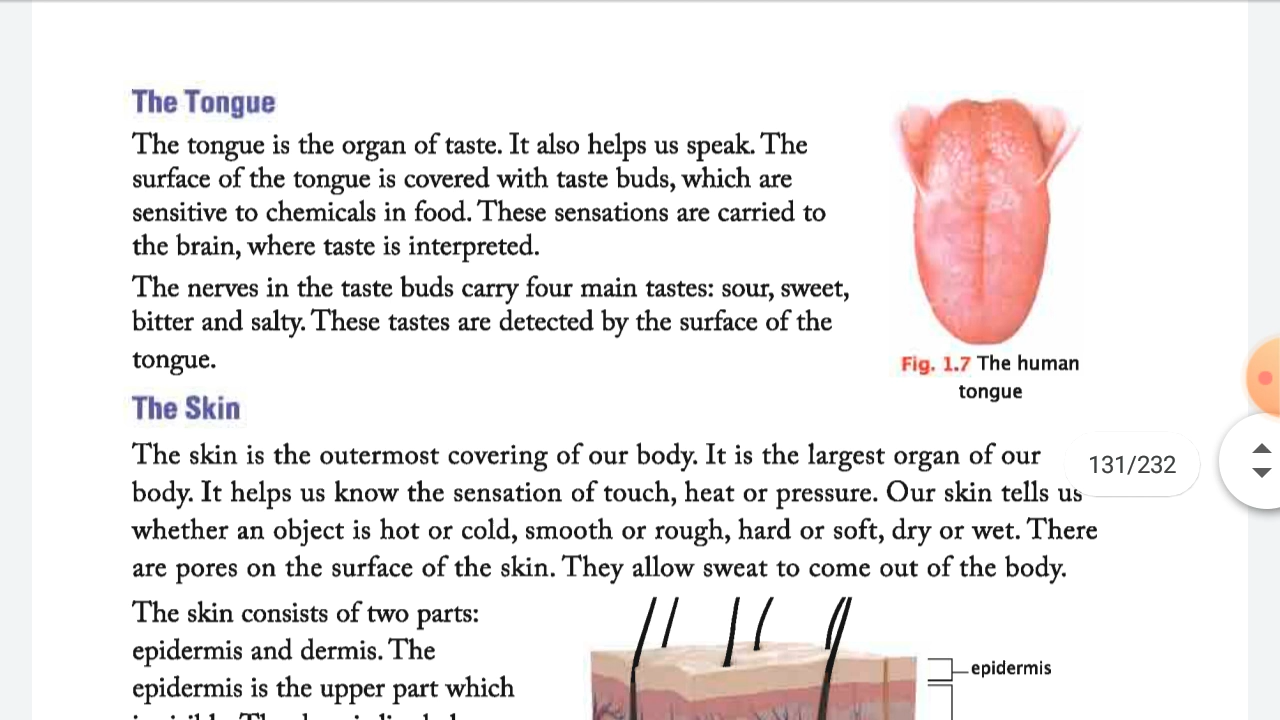 The Tongue
The tongue is the organ of taste. It also helps us speak. The
surface of the tongue is covered with taste buds, which are
sensitive to chemicals in food. These sensations are carried to
the brain, where taste is interpreted.
The nerves in the taste buds carry four main tastes: sour, sweet,
bitter and salty. These tastes are detected by the surface of the
tongue.
Fig. 1.7 The human
tongue
The Skin
The skin is the outermost covering of our body. It is the largest organ of our
131/232
body. It helps us know the sensation of touch, heat or pressure. Our skin tells us
whether an object is hot or cold, smooth or rough, hard or soft, dry or wet. There
are pores on the surface of the skin. They allow sweat to come out of the body.
The skin consists of two parts:
epidermis and dermis. The
epidermis is the upper part which
epidermis